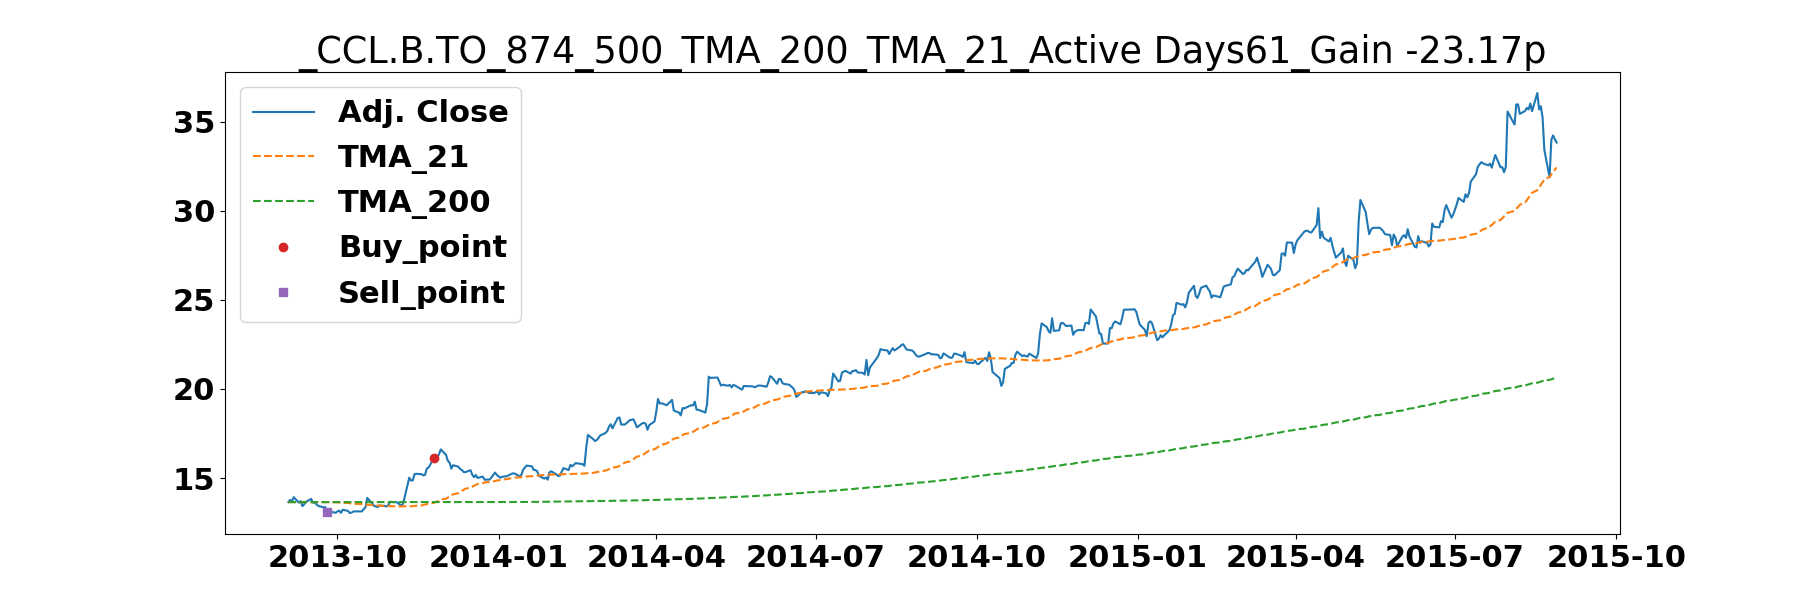 _CCL.B.TO_874_500_TMA_200_TMA_21_Active Days61_Gain -23.17p
Adj. Close
TMA_21
TMA_200
Buy_point
Sell_point
35
30
25
20
15
2013-10 2014-01 2014-04 2014-07 2014-10 2015-01 2015-04 2015-07 2015-10